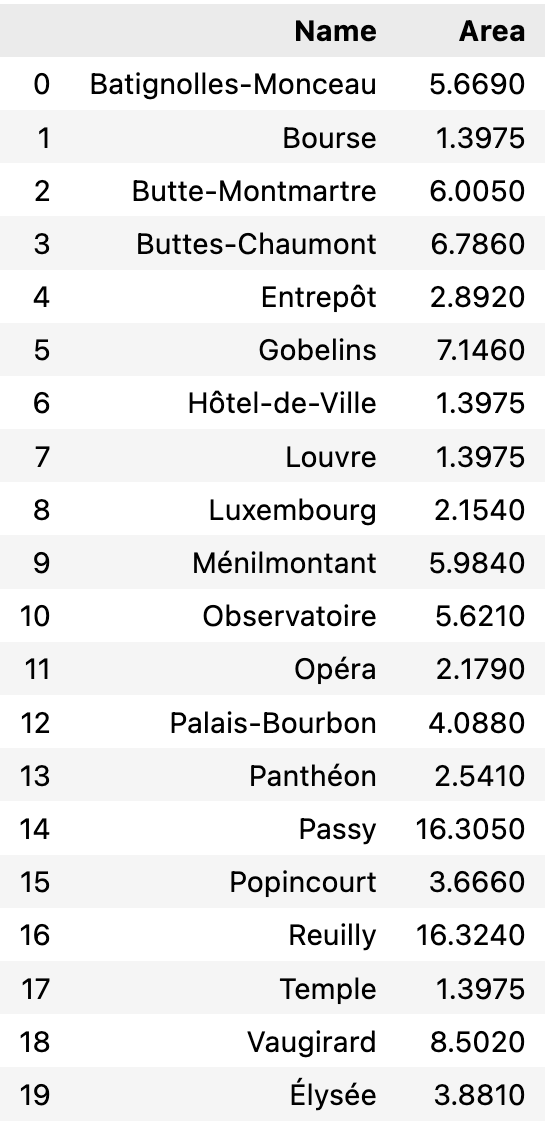 Name Area
0 Batignolles-Monceau 5.6690
1 Bourse 1.3975
2 Butte-Montmartre 6.0050
3 Buttes-Chaumont 6.7860
4 Entrepôt 2.8920
5 Gobelins 7.1460
6 Hôtel-de-Ville 1.3975
7 Louvre 1.3975
8 Luxembourg 2.1540
9 Ménilmontant 5.9840
10 Observatoire 5.6210
11 Opéra 2.1790
12 Palais-Bourbon 4.0880
13 Panthéon 2.5410
14 Passy 16.3050
15 Popincourt 3.6660
16 Reuilly 16.3240
17 Temple 1.3975
18 Vaugirard 8.5020
19 Élysée 3.8810